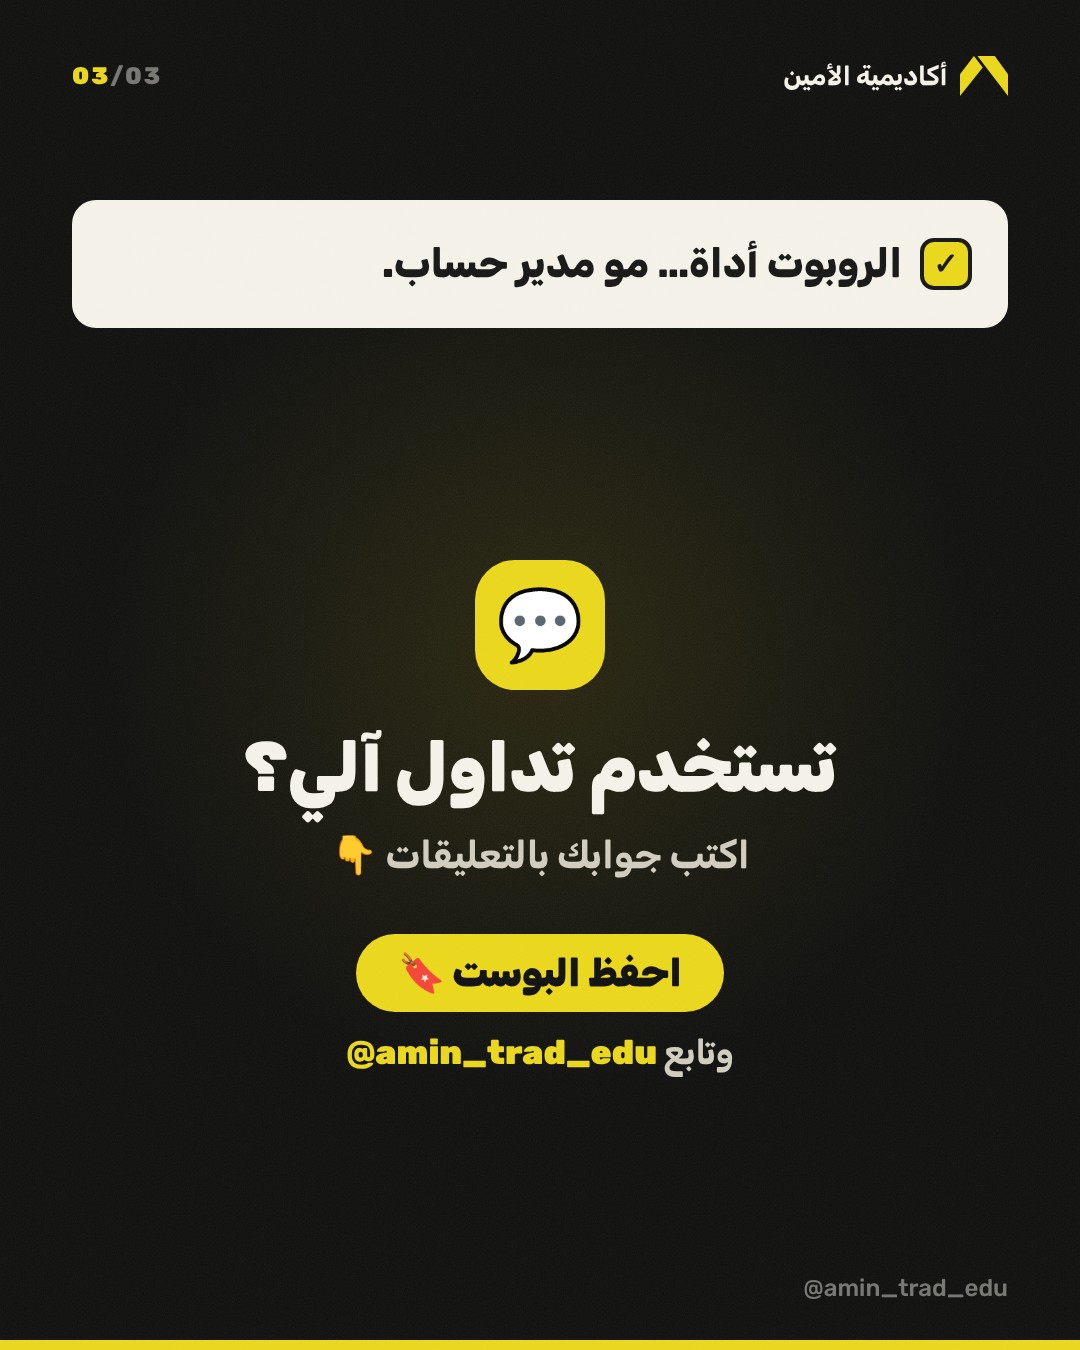 أكاديمية الأمين
03/03
✓ الروبوت أداة... مو مدير حساب.
تستخدم تداول آلي؟
اكتب جوابك بالتعليقات 👇
احفظ البوست 🔖
وتابع @amin_trad_edu
@amin_trad_edu